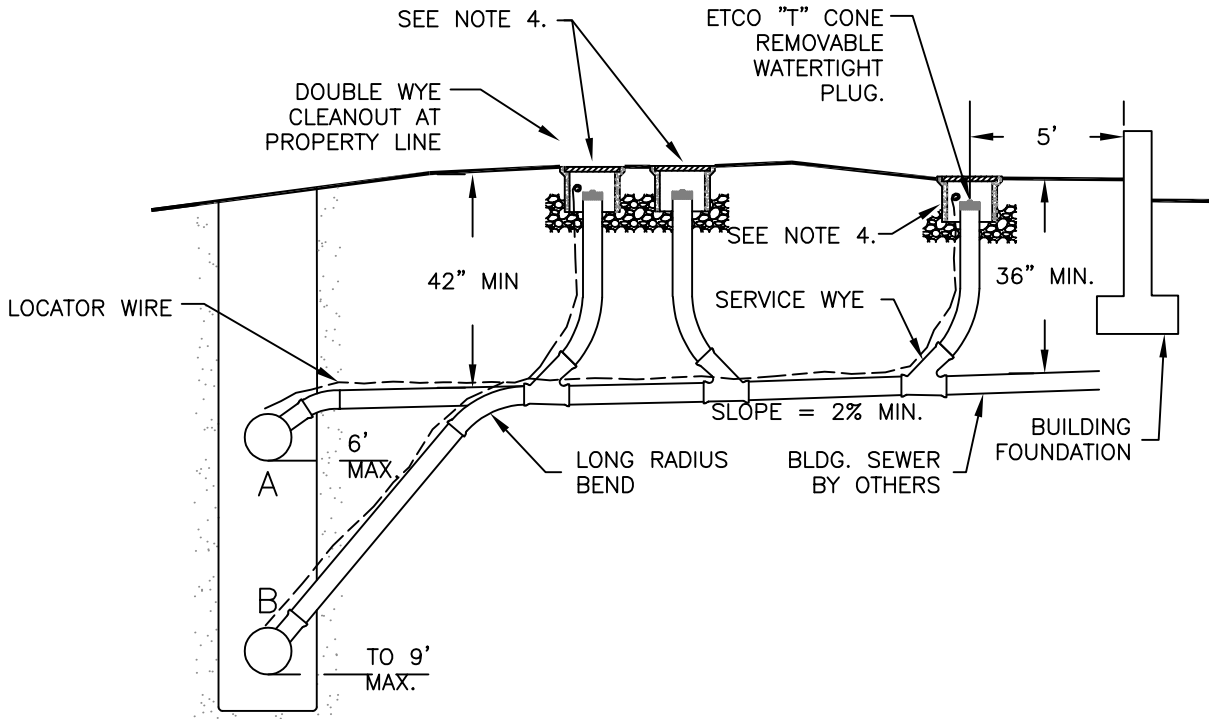 SEE NOTE 4.
ETCO "T" CONE
REMOVABLE
WATERTIGHT
PLUG.
DOUBLE WYE
CLEANOUT AT
PROPERTY LINE
5'
SEE NOTE 4.
42" MIN
36" MIN.
LOCATOR WIRE
SERVICE WYE
SLOPE = 2% MIN.
6'
MAX.
A
LONG RADIUS
BEND
BLDG. SEWER
BY OTHERS
BUILDING
FOUNDATION
B
TO 9'
MAX.